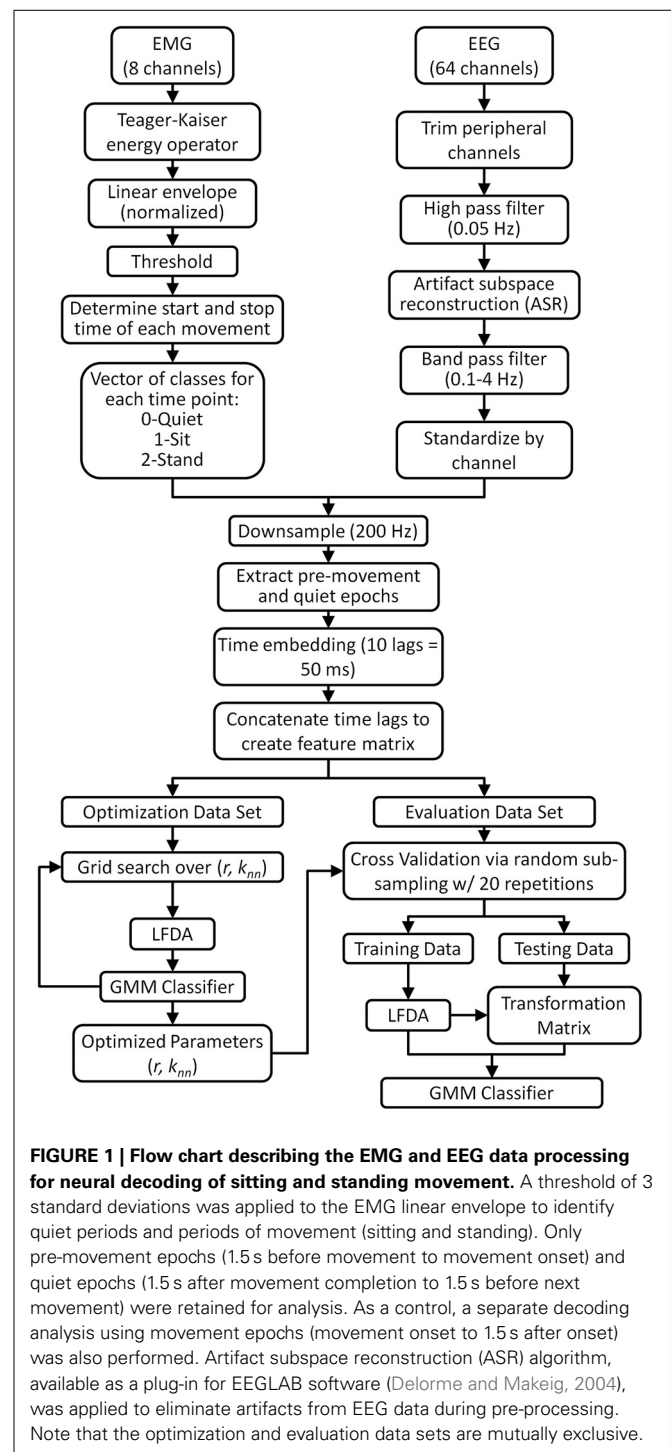 EMG
(8 channels)
Teager-Kaiser
energy operator
Linear envelope
(normalized)
Threshold
Determine start and stop
time of each movement
Vector of classes for
each time point:
0-Quiet
1-Sit
2-Stand
EEG
(64 channels)
Trim peripheral
channels
High pass filter
(0.05 Hz)
Artifact subspace
reconstruction (ASR)
Band pass filter
(0.1-4 Hz)
Standardize by
channel
Downsample (200 Hz)
Extract pre-movement
and quiet epochs
Time embedding (10 lags =
50 ms)
Concatenate time lags to
create feature matrix
Optimization Data Set
Grid search over (r, knn)
LFDA
GMM Classifier
Optimized Parameters
(r, knn)
Evaluation Data Set
Cross Validation via random sub-
sampling w/ 20 repetitions
Training Data
Testing Data
LFDA
Transformation
Matrix
GMM Classifier
FIGURE 1 | Flow chart describing the EMG and EEG data processing
for neural decoding of sitting and standing movement. A threshold of 3
standard deviations was applied to the EMG linear envelope to identify
quiet periods and periods of movement (sitting and standing). Only
pre-movement epochs (1.5 s before movement to movement onset) and
quiet epochs (1.5 s after movement completion to 1.5 s before next
movement) were retained for analysis. As a control, a separate decoding
analysis using movement epochs (movement onset to 1.5 s after onset)
was also performed. Artifact subspace reconstruction (ASR) algorithm,
available as a plug-in for EEGLAB software (Delorme and Makeig, 2004),
was applied to eliminate artifacts from EEG data during pre-processing.
Note that the optimization and evaluation data sets are mutually exclusive.